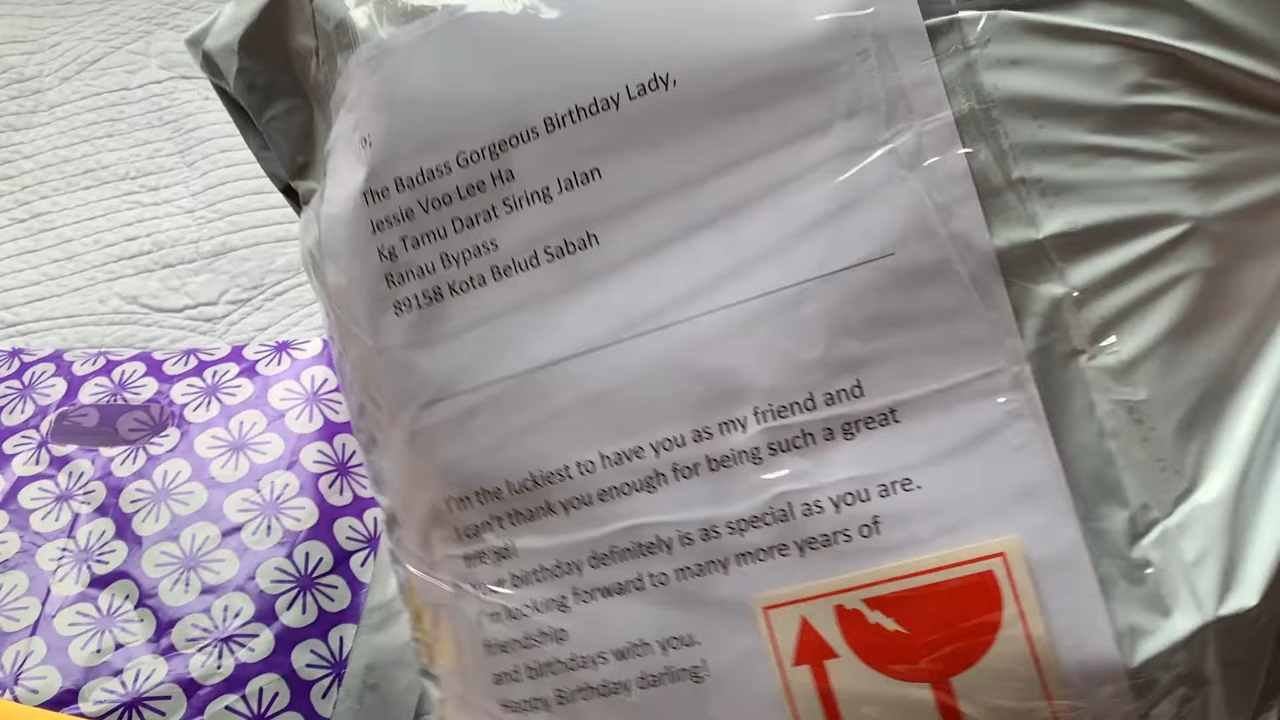 The Badass Gorgeous Birthday Lady,
Jessie Voo Lee Ha
Kg Tamu Darat Siring Jalan
Ranau Bypass
89158 Kota Belud Sabah
I'm the luckiest to have you as my friend and
I can't thank you enough for being such a great
birthday definitely is as special as you are.
I'm looking forward to many more years of
friendship
and birthdays with you.
Happy Birthday darling!